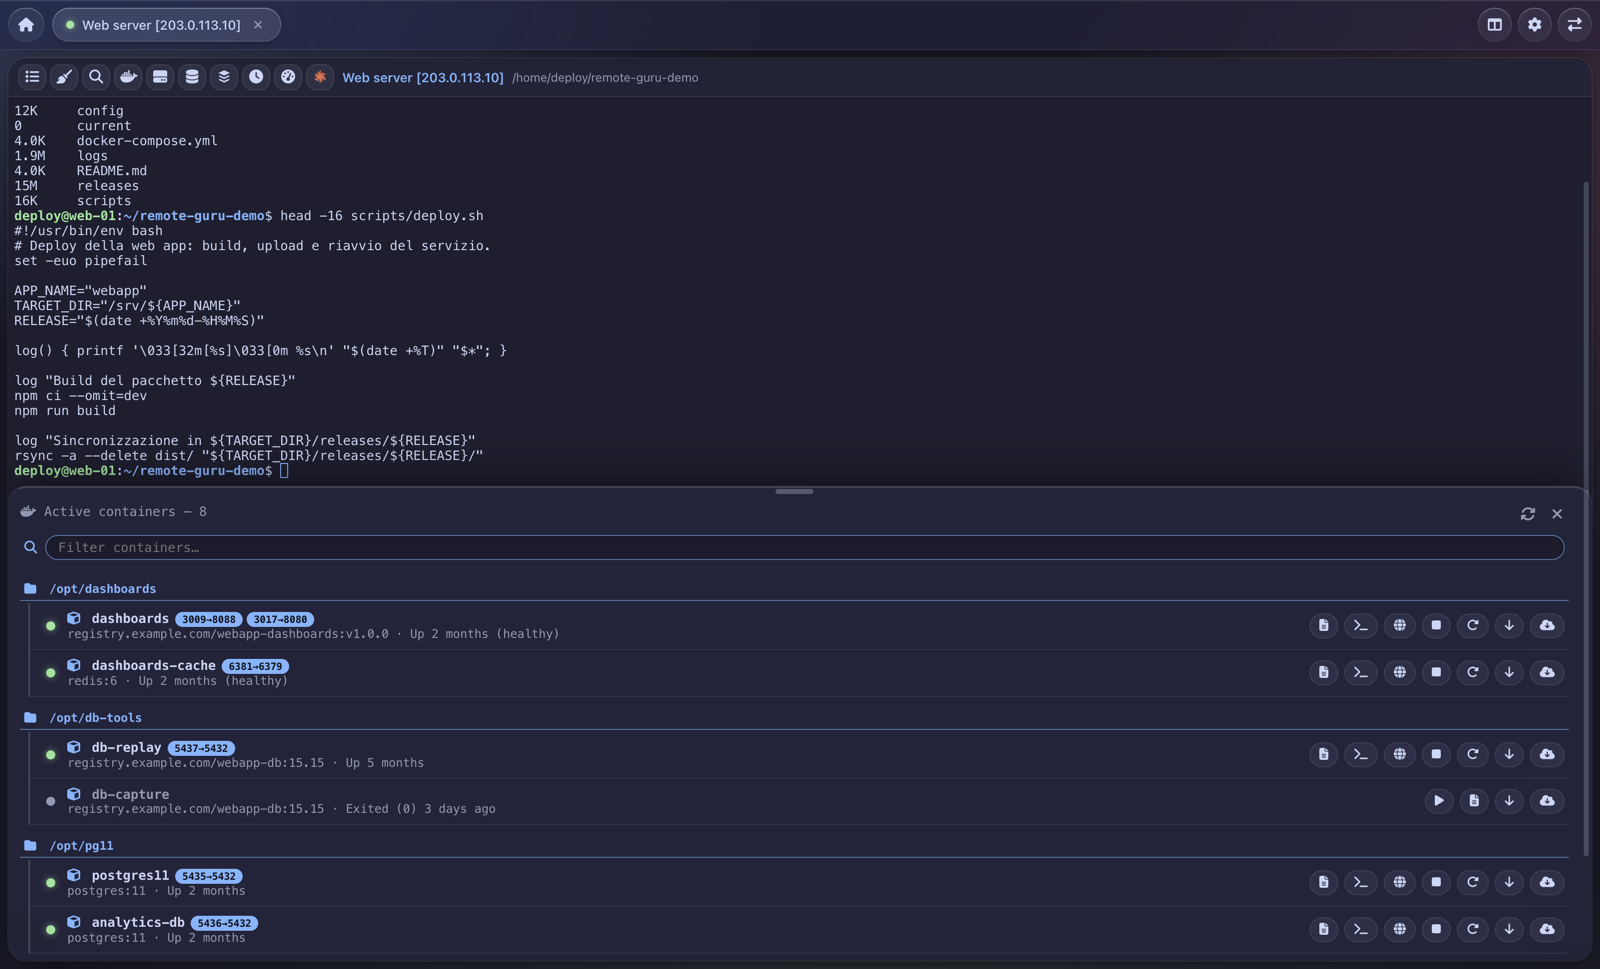 Web server [203.0.113.10]
Web server [203.0.113.10] /home/deploy/remote-guru-demo
12K config
0 current
4.0K docker-compose.yml
1.9M logs
4.0K README.md
15M releases
16K scripts
deploy@web-01:~/remote-guru-demo$ head -16 scripts/deploy.sh
#!/usr/bin/env bash
# Deploy della web app: build, upload e riavvio del servizio.
set -euo pipefail
APP_NAME="webapp"
TARGET_DIR="/srv/${APP_NAME}"
RELEASE="$(date +%Y%m%d-%H%M%S)"
log() { printf '\033[32m[%s]\033[0m %s\n' "$(date +%T)" "$*"; }
log "Build del pacchetto ${RELEASE}"
npm ci --omit=dev
npm run build
log "Sincronizzazione in ${TARGET_DIR}/releases/${RELEASE}"
rsync -a --delete dist/ "${TARGET_DIR}/releases/${RELEASE}/"
deploy@web-01:~/remote-guru-demo$
Active containers — 8
Filter containers…
/opt/dashboards
dashboards 3009→8088 3017→8080
registry.example.com/webapp-dashboards:v1.0.0 · Up 2 months (healthy)
dashboards-cache 6381→6379
redis:6 · Up 2 months (healthy)
/opt/db-tools
db-replay 5437→5432
registry.example.com/webapp-db:15.15 · Up 5 months
db-capture
registry.example.com/webapp-db:15.15 · Exited (0) 3 days ago
/opt/pg11
postgres11 5435→5432
postgres:11 · Up 2 months
analytics-db 5436→5432
postgres:11 · Up 2 months